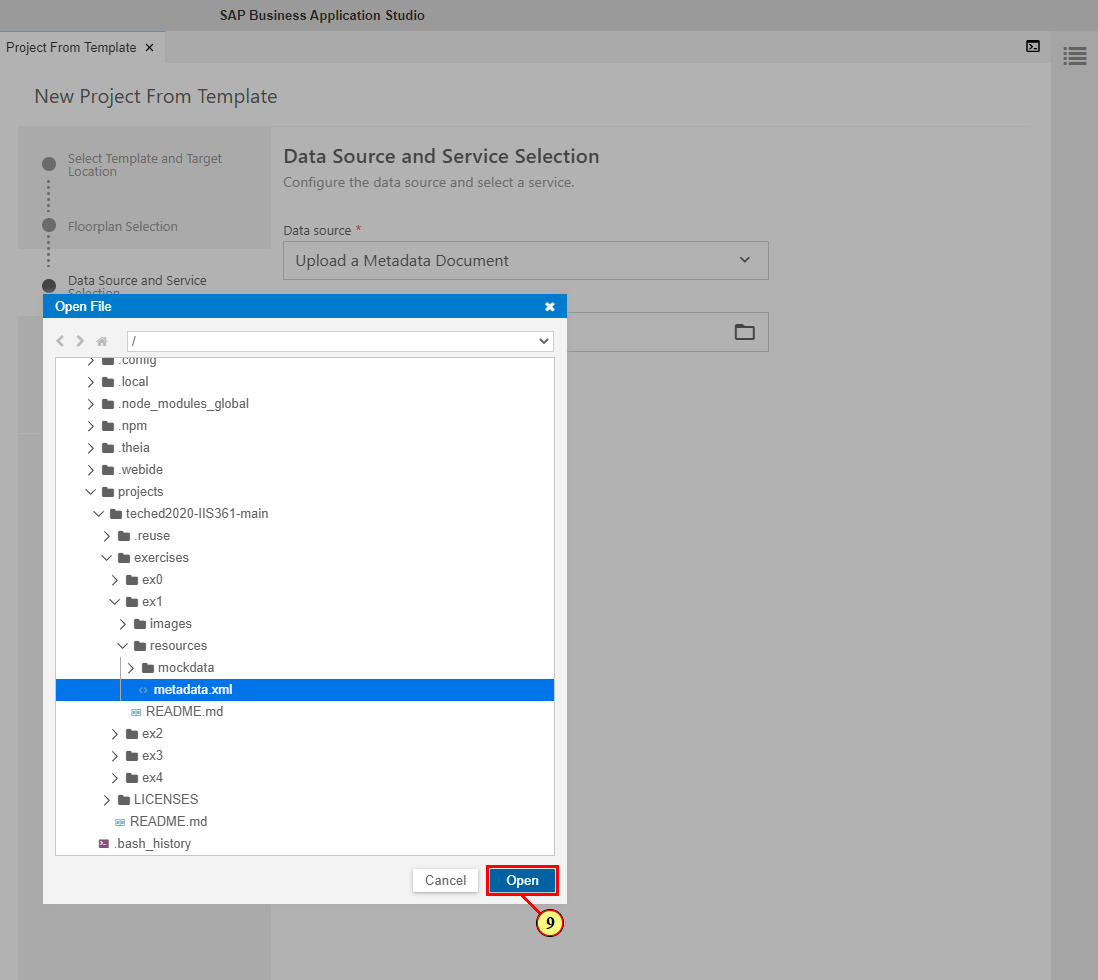 SAP Business Application Studio
Project From Template
New Project From Template
Select Template and Target
Location
Floorplan Selection
Data Source and Service
Selection
Data Source and Service Selection
Configure the data source and select a service.
Data source *
Upload a Metadata Document
Open File
/
.config
.local
.node_modules_global
.npm
.theia
.webide
projects
teched2020-IIS361-main
.reuse
exercises
ex0
ex1
images
resources
mockdata
metadata.xml
README.md
ex2
ex3
ex4
LICENSES
README.md
.bash_history
Cancel
Open
9